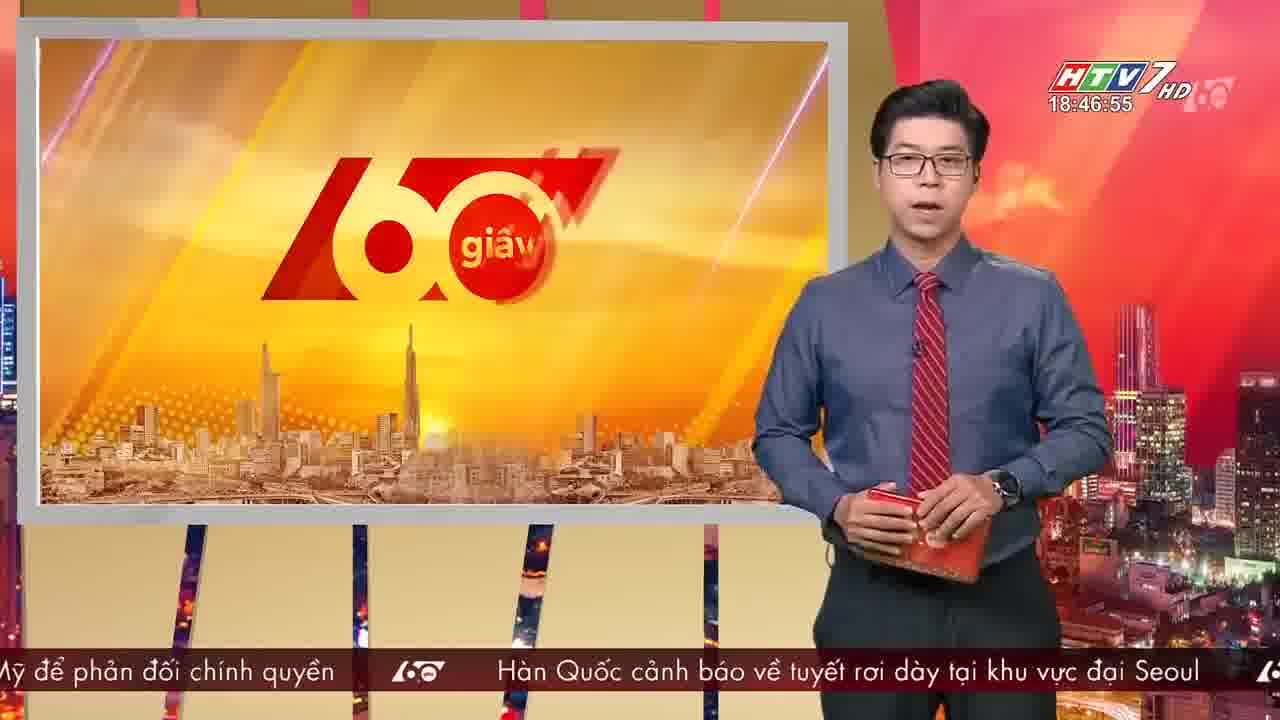 HTV7 HD
18:46:55
60
giây
Mỹ để phản đối chính quyền
60
Hàn Quốc cảnh báo về tuyết rơi dày tại khu vực đại Seoul